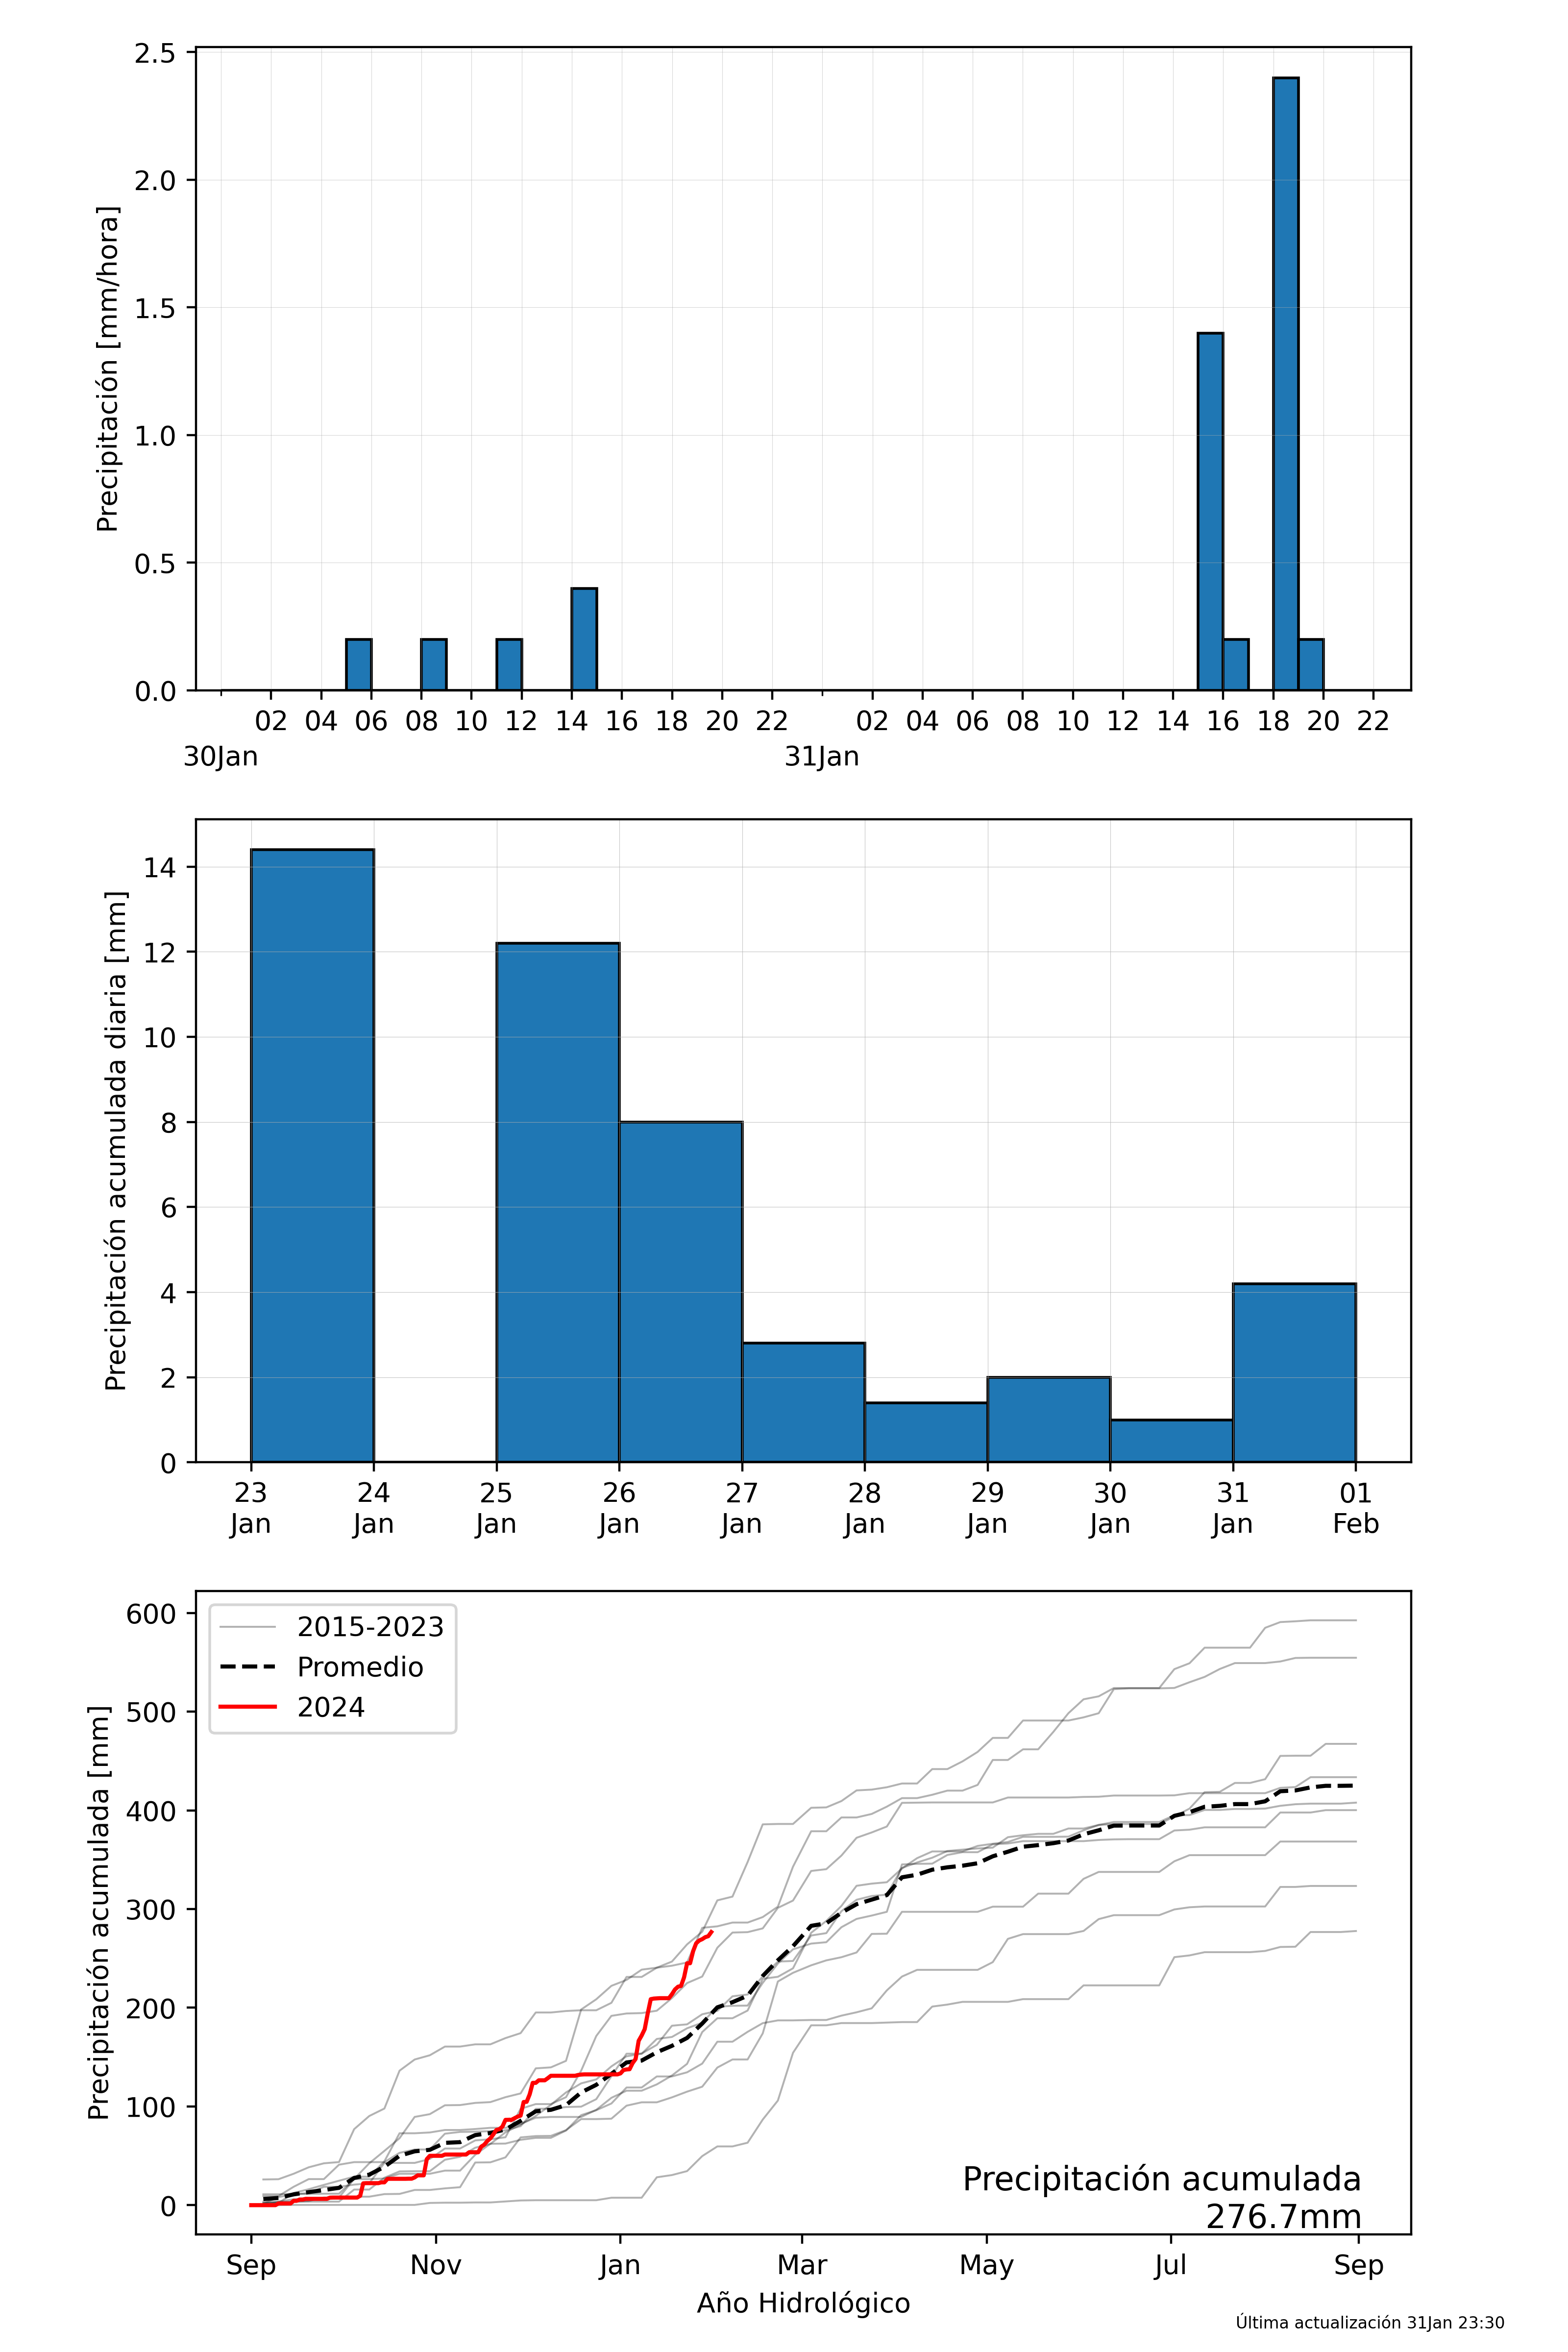 2.5
2.0
1.5
1.0
0.5
0.0
Precipitación [mm/hora]
02 04 06 08 10 12 14 16 18 20 22 02 04 06 08 10 12 14 16 18 20 22
30Jan 31Jan
14
12
10
8
6
4
2
0
Precipitación acumulada diaria [mm]
23 24 25 26 27 28 29 30 31 01
Jan Jan Jan Jan Jan Jan Jan Jan Jan Feb
600
500
400
300
200
100
0
Precipitación acumulada [mm]
2015-2023
Promedio
2024
Precipitación acumulada
276.7mm
Sep Nov Jan Mar May Jul Sep
Año Hidrológico
Última actualización 31Jan 23:30